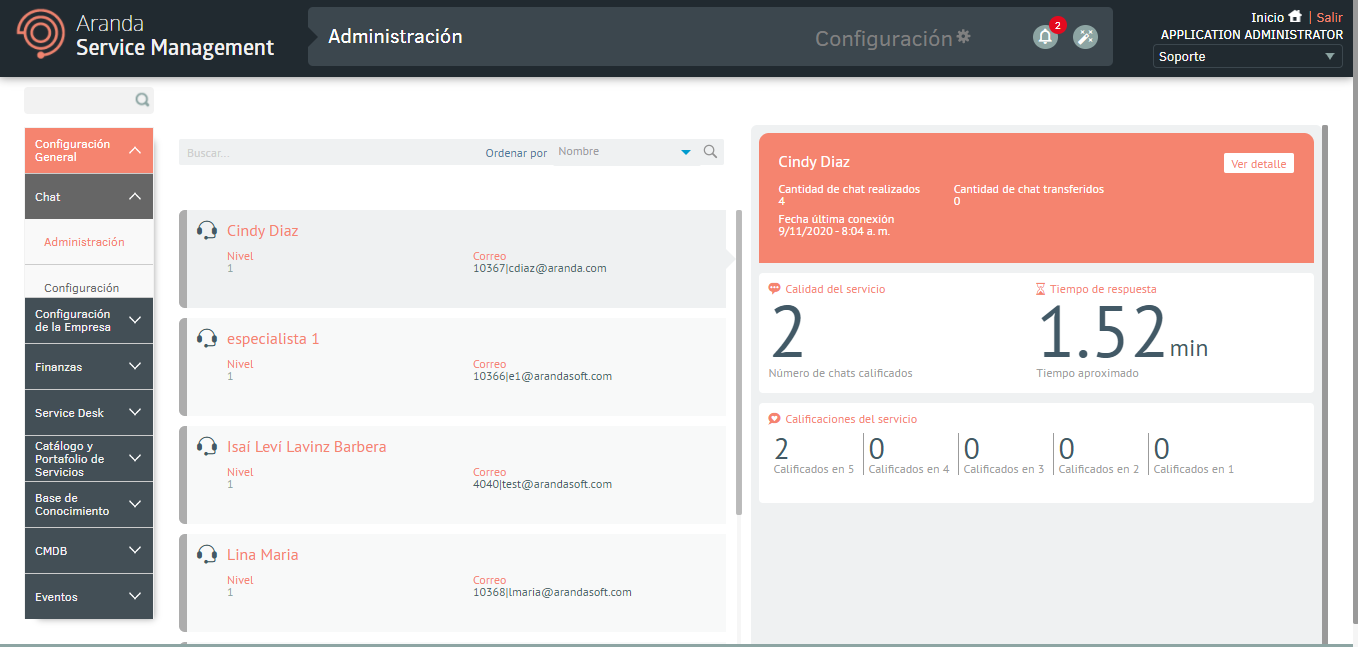 Aranda
Service Management
Administración
Configuración
2
Inicio | Salir
APPLICATION ADMINISTRATOR
Soporte
Configuración
General
Chat
Administración
Configuración
Configuración
de la Empresa
Finanzas
Service Desk
Catálogo y
Portafolio de
Servicios
Base de
Conocimiento
CMDB
Eventos
Buscar...
Ordenar por
Nombre
Cindy Diaz
Nivel
1
Correo
10367|cdiaz@aranda.com
especialista 1
Nivel
1
Correo
10366|e1@arandasoft.com
Isaí Leví Lavinz Barbera
Nivel
1
Correo
4040|test@arandasoft.com
Lina Maria
Nivel
1
Correo
10368|lmaria@arandasoft.com
Cindy Diaz
Ver detalle
Cantidad de chat realizados
4
Cantidad de chat transferidos
0
Fecha última conexión
9/11/2020 - 8:04 a. m.
Calidad del servicio
2
Número de chats calificados
Tiempo de respuesta
1.52 min
Tiempo aproximado
Calificaciones del servicio
2
Calificados en 5
0
Calificados en 4
0
Calificados en 3
0
Calificados en 2
0
Calificados en 1